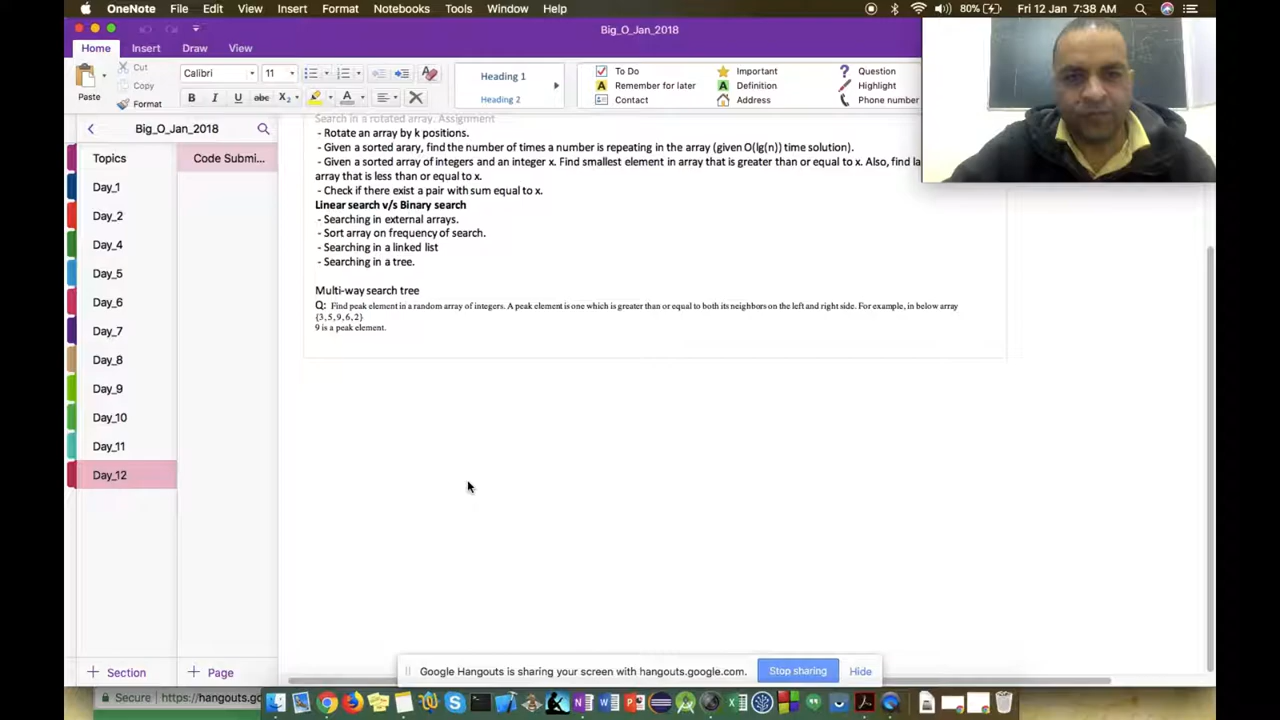 OneNote File Edit View Insert Format Notebooks Tools Window Help 80% Fri 12 Jan 7:38 AM
Big_O_Jan_2018
Home Insert Draw View
Cut
Copy
Format
Paste
Calibri 11
B I U abc X₂ A
Heading 1
Heading 2
To Do
Remember for later
Contact
Important
Definition
Address
Question
Highlight
Phone number
Big_O_Jan_2018
Topics
Day_1
Day_2
Day_4
Day_5
Day_6
Day_7
Day_8
Day_9
Day_10
Day_11
Day_12
Code Submi...
Search in a rotated array. Assignment
- Rotate an array by k positions.
- Given a sorted arary, find the number of times a number is repeating in the array (given O(lg(n)) time solution).
- Given a sorted array of integers and an integer x. Find smallest element in array that is greater than or equal to x. Also, find la
array that is less than or equal to x.
- Check if there exist a pair with sum equal to x.
Linear search v/s Binary search
- Searching in external arrays.
- Sort array on frequency of search.
- Searching in a linked list
- Searching in a tree.
Multi-way search tree
Q: Find peak element in a random array of integers. A peak element is one which is greater than or equal to both its neighbors on the left and right side. For example, in below array
{3,5,9,6,2}
9 is a peak element.
+ Section
+ Page
Google Hangouts is sharing your screen with hangouts.google.com. Stop sharing Hide
Secure https://hangouts.go